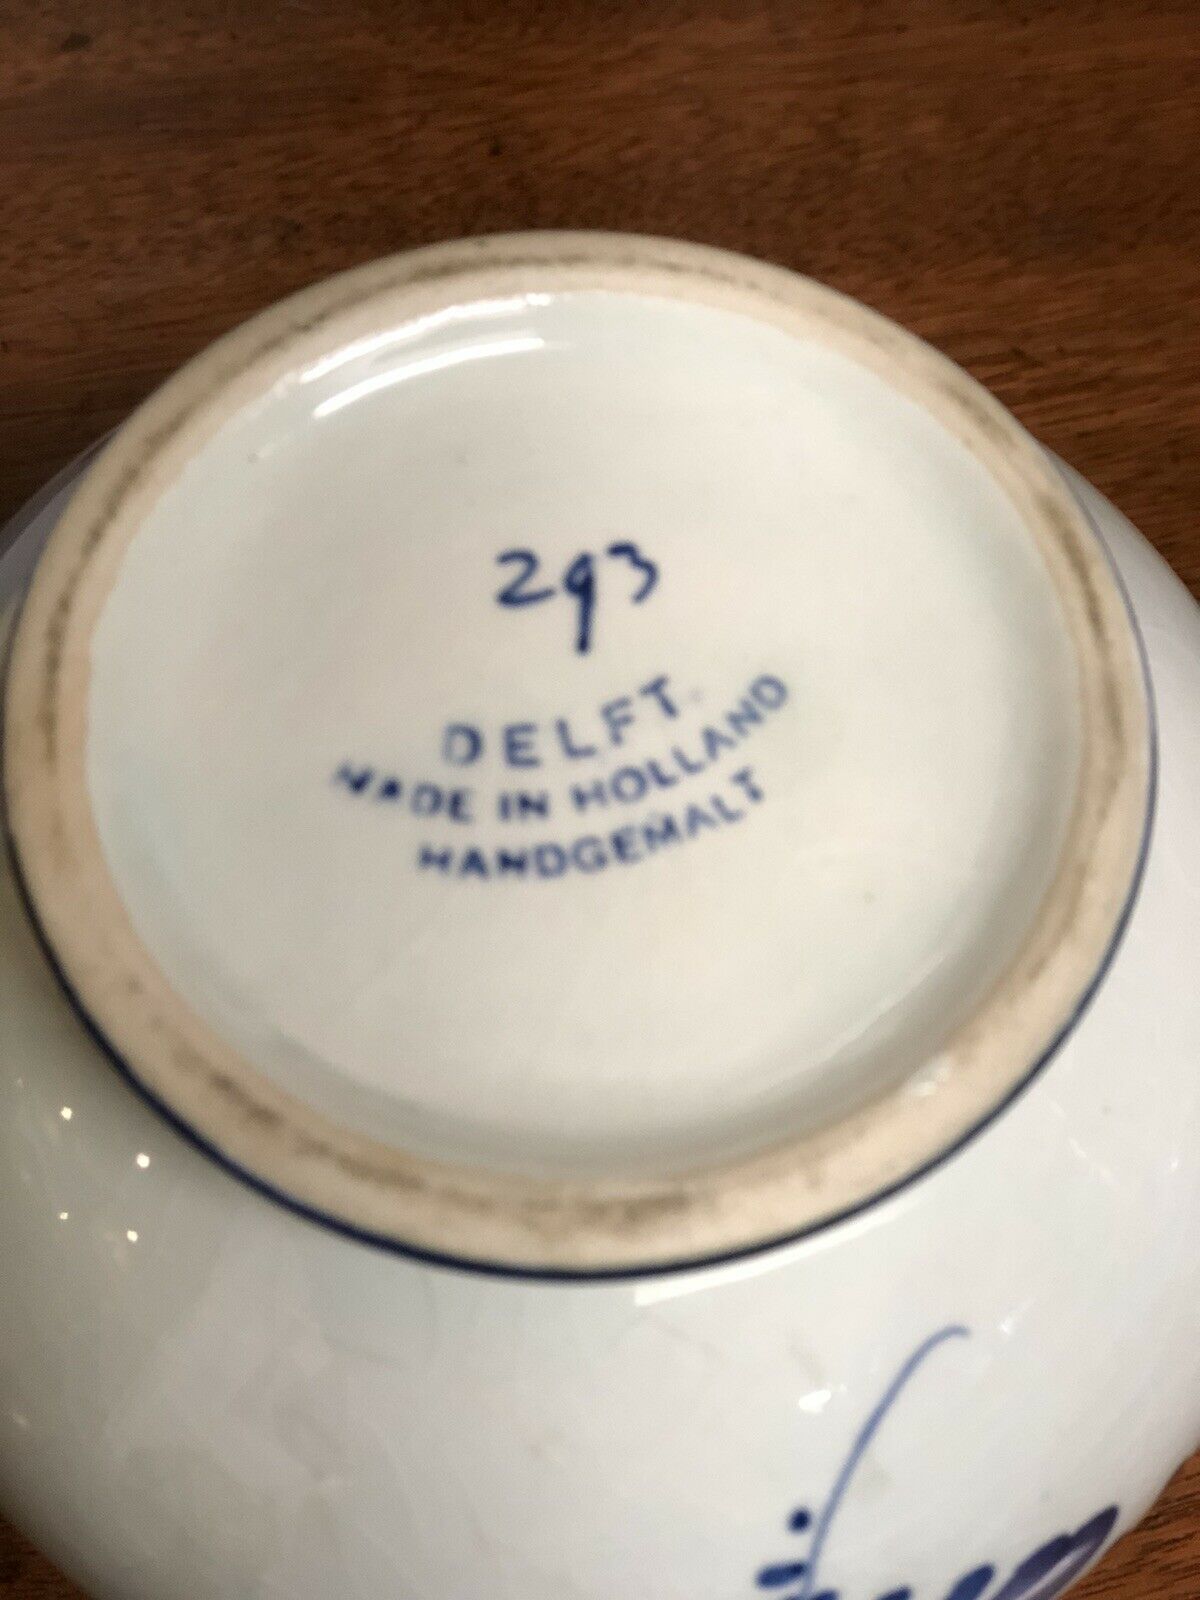 293
DELFT.
MADE IN HOLLAND
HANDGEMALT